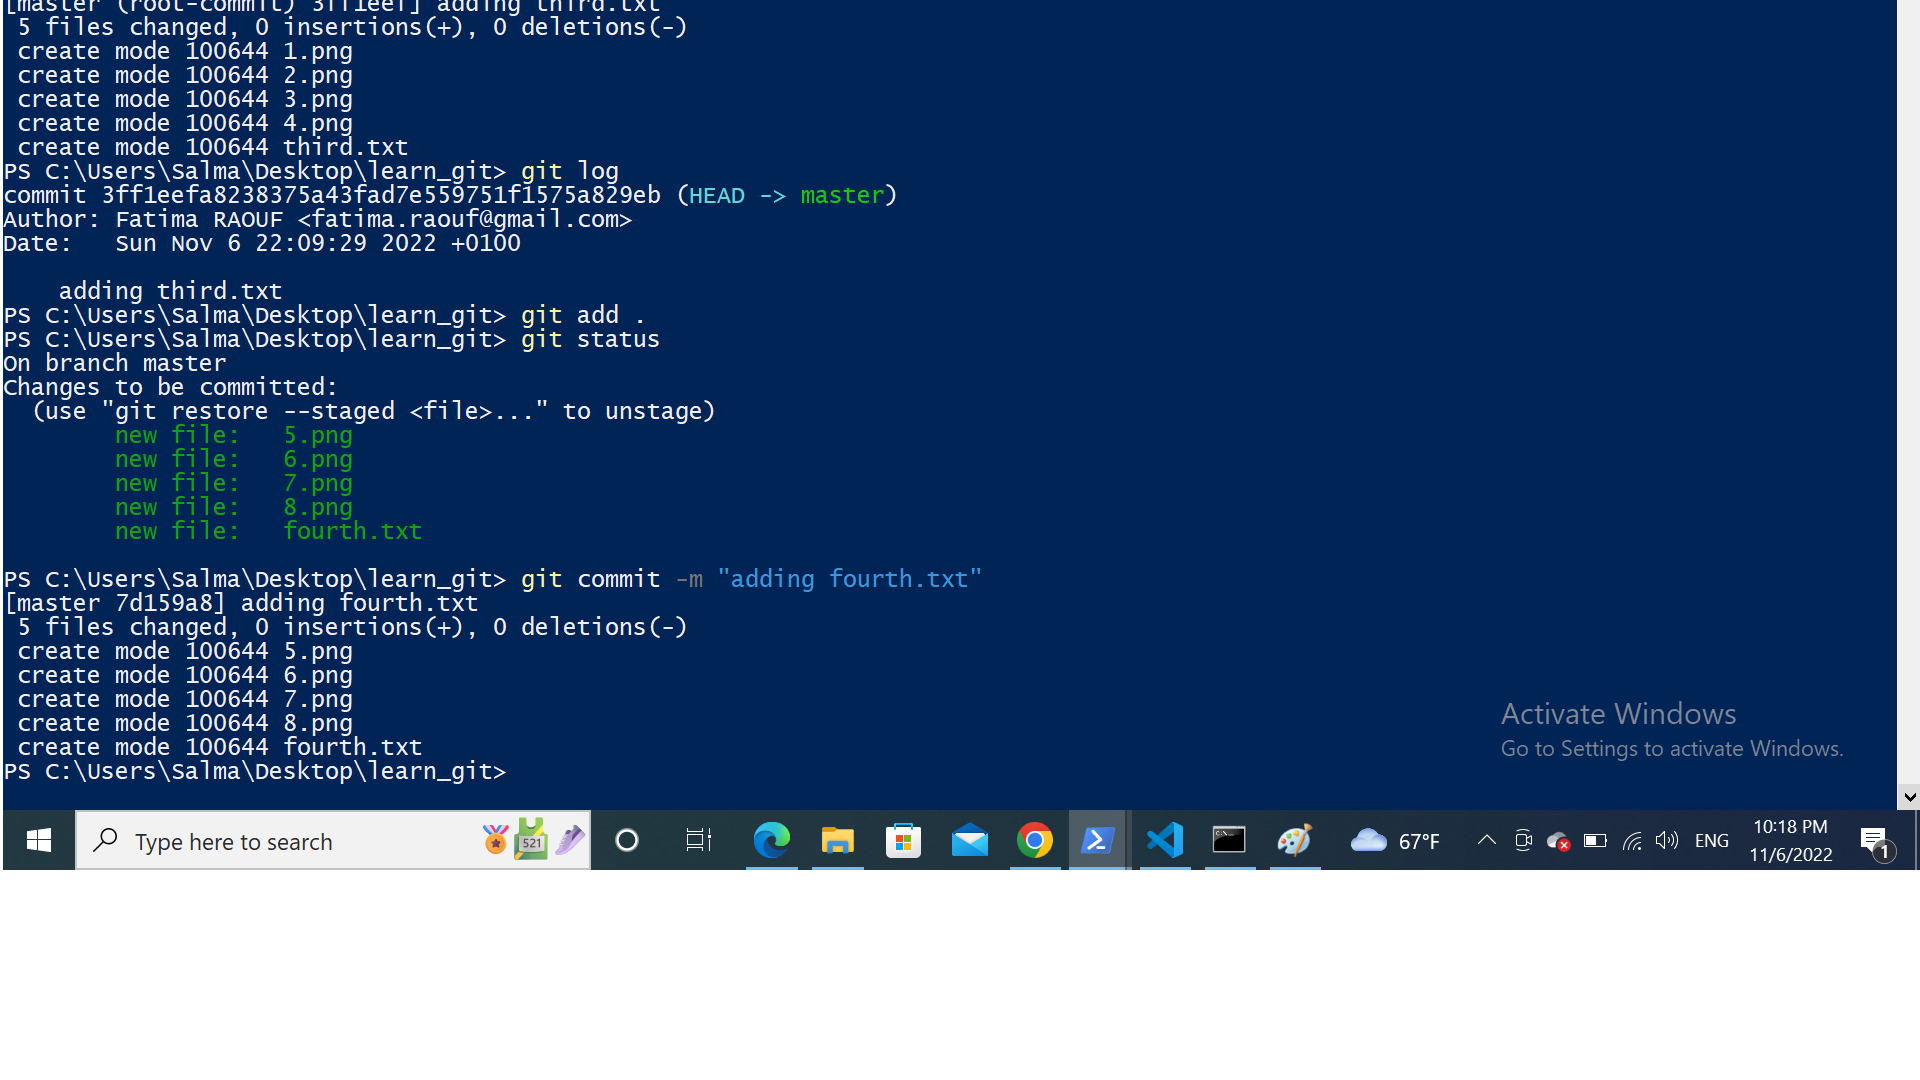 [master (root-commit) 3ff1eef] adding third.txt
 5 files changed, 0 insertions(+), 0 deletions(-)
 create mode 100644 1.png
 create mode 100644 2.png
 create mode 100644 3.png
 create mode 100644 4.png
 create mode 100644 third.txt
PS C:\Users\Salma\Desktop\learn_git> git log
commit 3ff1eefa8238375a43fad7e559751f1575a829eb (HEAD -> master)
Author: Fatima RAOUF <fatima.raouf@gmail.com>
Date:   Sun Nov 6 22:09:29 2022 +0100
    adding third.txt
PS C:\Users\Salma\Desktop\learn_git> git add .
PS C:\Users\Salma\Desktop\learn_git> git status
On branch master
Changes to be committed:
  (use "git restore --staged <file>..." to unstage)
        new file:   5.png
        new file:   6.png
        new file:   7.png
        new file:   8.png
        new file:   fourth.txt
PS C:\Users\Salma\Desktop\learn_git> git commit -m "adding fourth.txt"
[master 7d159a8] adding fourth.txt
 5 files changed, 0 insertions(+), 0 deletions(-)
 create mode 100644 5.png
 create mode 100644 6.png
 create mode 100644 7.png
 create mode 100644 8.png
 create mode 100644 fourth.txt
PS C:\Users\Salma\Desktop\learn_git>
Activate Windows
Go to Settings to activate Windows.
Type here to search
521
67°F
ENG
10:18 PM
11/6/2022
1